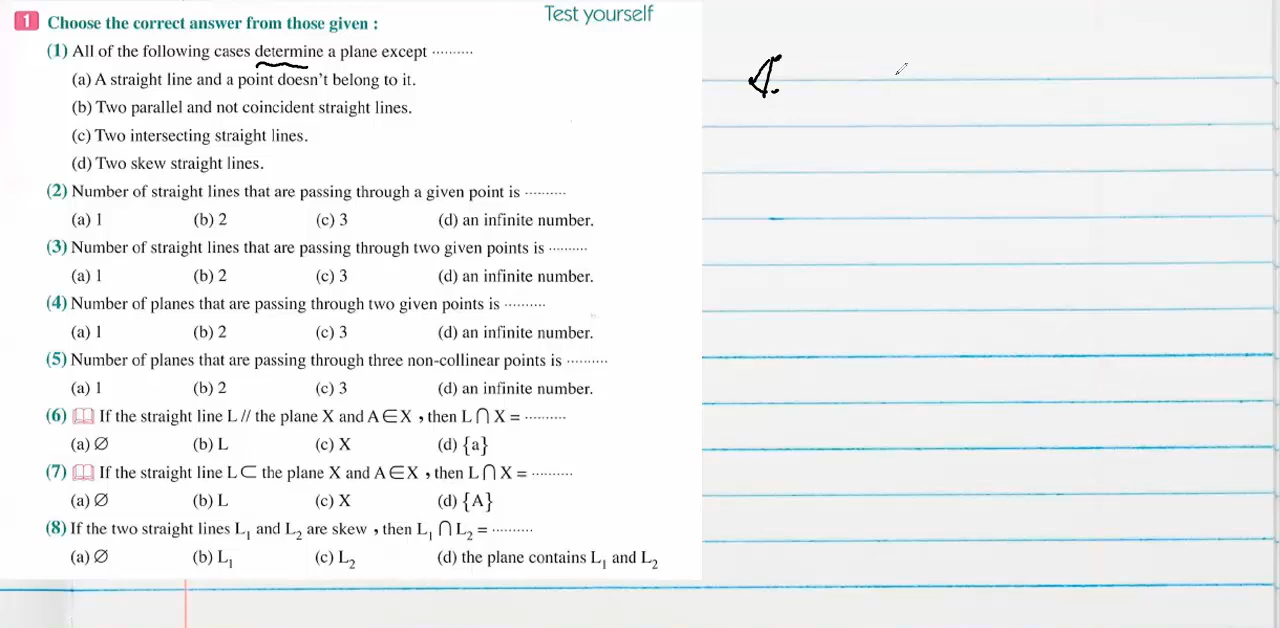 Test yourself
1 Choose the correct answer from those given :
(1) All of the following cases determine a plane except ..........
(a) A straight line and a point doesn't belong to it.
(b) Two parallel and not coincident straight lines.
(c) Two intersecting straight lines.
(d) Two skew straight lines.
(2) Number of straight lines that are passing through a given point is ..........
(a) 1 (b) 2 (c) 3 (d) an infinite number.
(3) Number of straight lines that are passing through two given points is ..........
(a) 1 (b) 2 (c) 3 (d) an infinite number.
(4) Number of planes that are passing through two given points is ..........
(a) 1 (b) 2 (c) 3 (d) an infinite number.
(5) Number of planes that are passing through three non-collinear points is ..........
(a) 1 (b) 2 (c) 3 (d) an infinite number.
(6) If the straight line L // the plane X and A ∈ X , then L ∩ X = ..........
(a) ∅ (b) L (c) X (d) {a}
(7) If the straight line L ⊂ the plane X and A ∈ X , then L ∩ X = ..........
(a) ∅ (b) L (c) X (d) {A}
(8) If the two straight lines L₁ and L₂ are skew , then L₁ ∩ L₂ = ..........
(a) ∅ (b) L₁ (c) L₂ (d) the plane contains L₁ and L₂